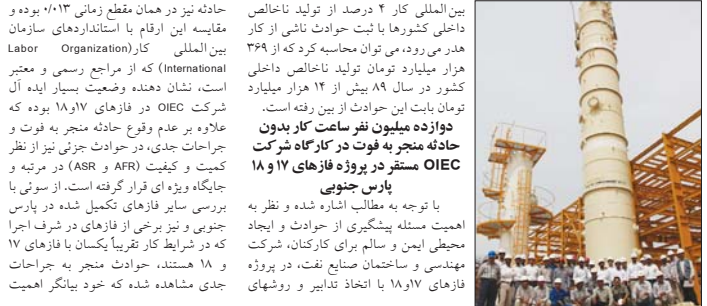 بین‌المللی کار ۴ درصد از تولید ناخالص
داخلی کشورها با ثبت حوادث ناشی از کار
هدر می‌رود، می توان محاسبه کرد که از ۳۶۹
هزار میلیارد تومان تولید ناخالص داخلی
کشور در سال ۸۹ بیش از ۱۴ هزار میلیارد
تومان بابت این حوادث از بین رفته است.
دوازده میلیون نفر ساعت کار بدون
حادثه منجر به فوت در کارگاه شرکت
OIEC مستقر در پروژه فازهای ۱۷ و ۱۸
پارس جنوبی
با توجه به مطالب اشاره شده و نظر به
اهمیت مسئله پیشگیری از حوادث و ایجاد
محیطی ایمن و سالم برای کارکنان، شرکت
مهندسی و ساختمان صنایع نفت، در پروژه
فازهای ۱۷و۱۸ با اتخاذ تدابیر و روشهای
حادثه نیز در همان مقطع زمانی ۰/۰۱۳ بوده و
مقایسه این ارقام با استانداردهای سازمان
بین المللی کار(Labor Organization
International) که از مراجع رسمی و معتبر
است، نشان دهنده وضعیت بسیار ایده آل
شرکت OIEC در فازهای ۱۷و۱۸ بوده که
علاوه بر عدم وقوع حادثه منجر به فوت و
جراحات جدی، در حوادث جزئی نیز از نظر
کمیت و کیفیت (AFR و ASR) در مرتبه و
جایگاه ویژه ای قرار گرفته است. از سوئی با
بررسی سایر فازهای تکمیل شده در پارس
جنوبی و نیز برخی از فازهای در شرف اجرا
که در شرایط کار تقریباً یکسان با فازهای ۱۷
و ۱۸ هستند، حوادث منجر به جراحات
جدی مشاهده شده که خود بیانگر اهمیت